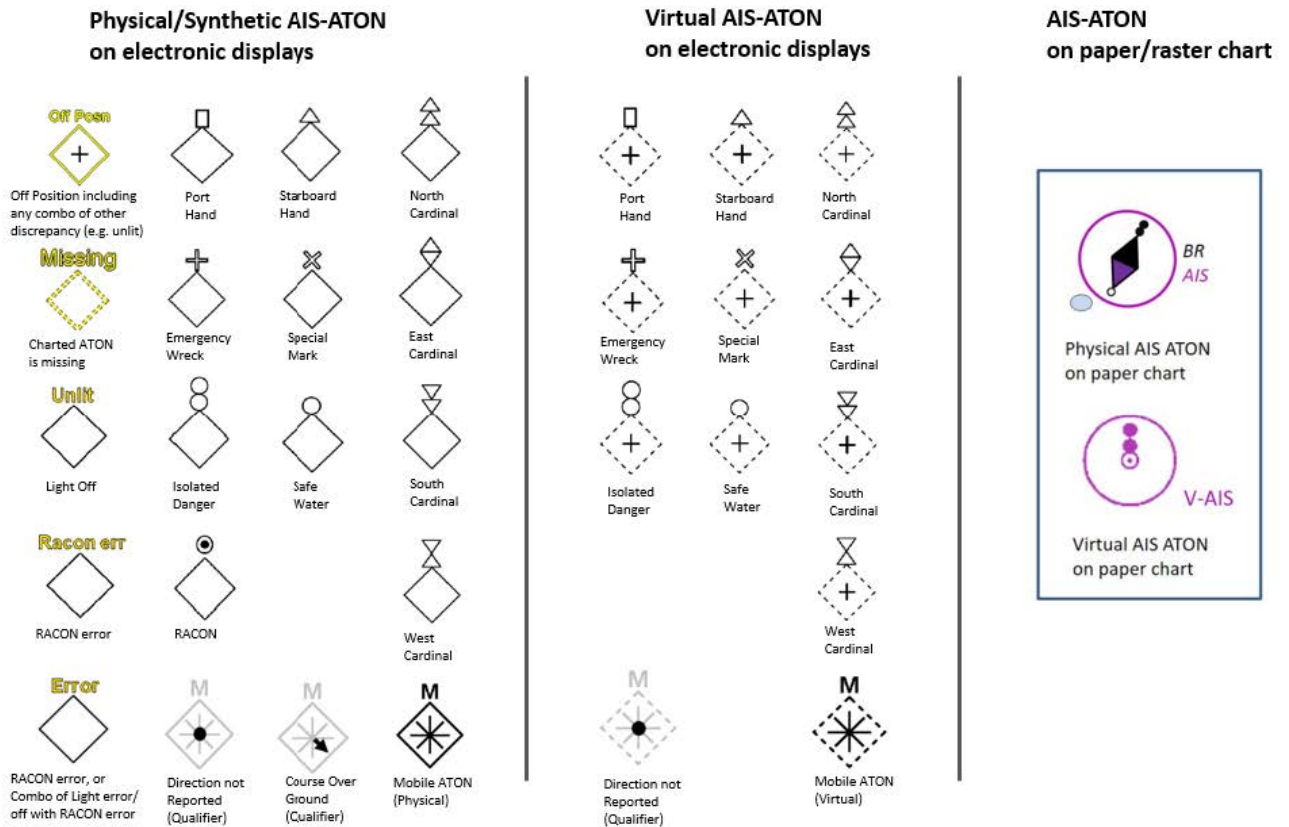 Physical/Synthetic AIS-ATON
on electronic displays
Virtual AIS-ATON
on electronic displays
AIS-ATON
on paper/raster chart
Off Posn
Off Position including
any combo of other
discrepancy (e.g. unlit)
Port
Hand
Starboard
Hand
North
Cardinal
Port
Hand
Starboard
Hand
North
Cardinal
Missing
Charted ATON
is missing
Emergency
Wreck
Special
Mark
East
Cardinal
Emergency
Wreck
Special
Mark
East
Cardinal
BR
AIS
Physical AIS ATON
on paper chart
Unlit
Light Off
Isolated
Danger
Safe
Water
South
Cardinal
Isolated
Danger
Safe
Water
South
Cardinal
V-AIS
Virtual AIS ATON
on paper chart
Racon err
RACON error
RACON
West
Cardinal
West
Cardinal
Error
RACON error, or
Combo of Light error/
off with RACON error
M
Direction not
Reported
(Qualifier)
M
Course Over
Ground
(Qualifier)
M
Mobile ATON
(Physical)
M
Direction not
Reported
(Qualifier)
M
Mobile ATON
(Virtual)